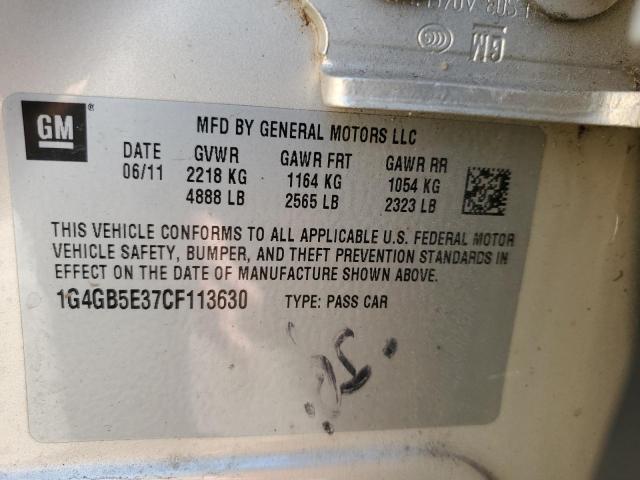 GM
GM ®
MFD BY GENERAL MOTORS LLC
DATE GVWR GAWR FRT GAWR RR
06/11 2218 KG 1164 KG 1054 KG
4888 LB 2565 LB 2323 LB
THIS VEHICLE CONFORMS TO ALL APPLICABLE U.S. FEDERAL MOTOR
VEHICLE SAFETY, BUMPER, AND THEFT PREVENTION STANDARDS IN
EFFECT ON THE DATE OF MANUFACTURE SHOWN ABOVE.
1G4GB5E37CF113630 TYPE: PASS CAR